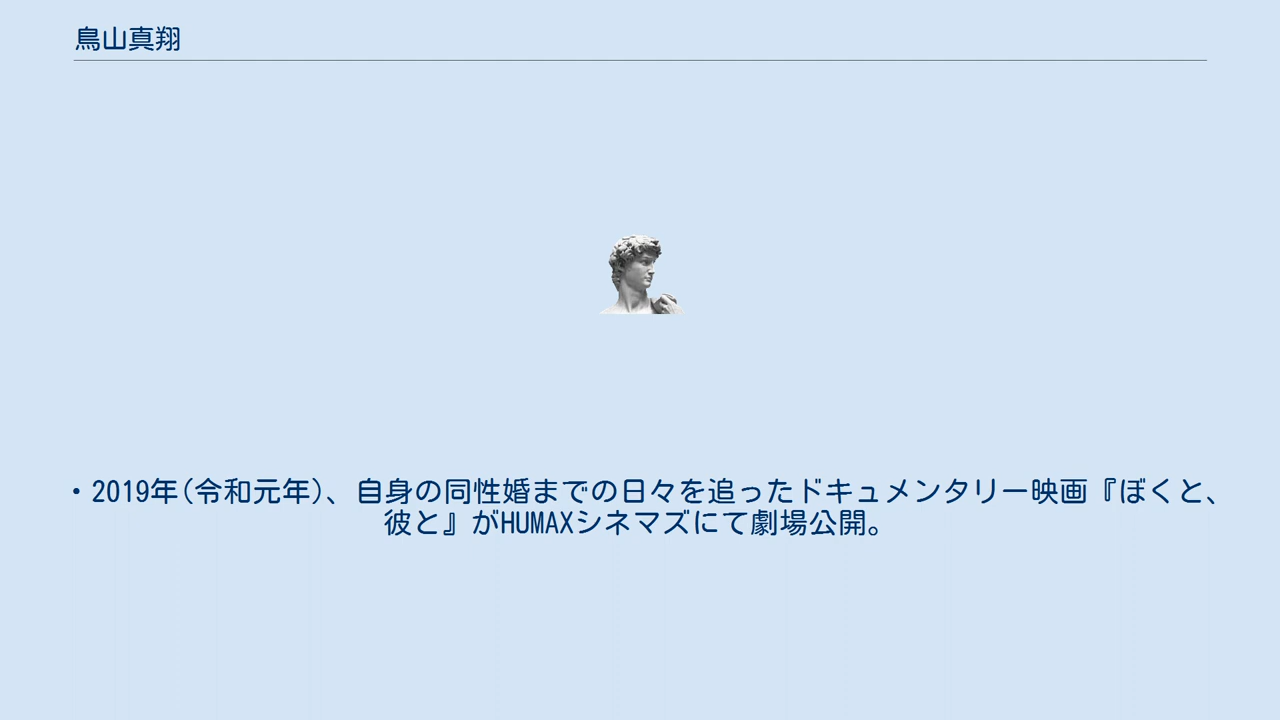 鳥山真翔
・2019年(令和元年)、自身の同性婚までの日々を追ったドキュメンタリー映画『ぼくと、
彼と』がHUMAXシネマズにて劇場公開。